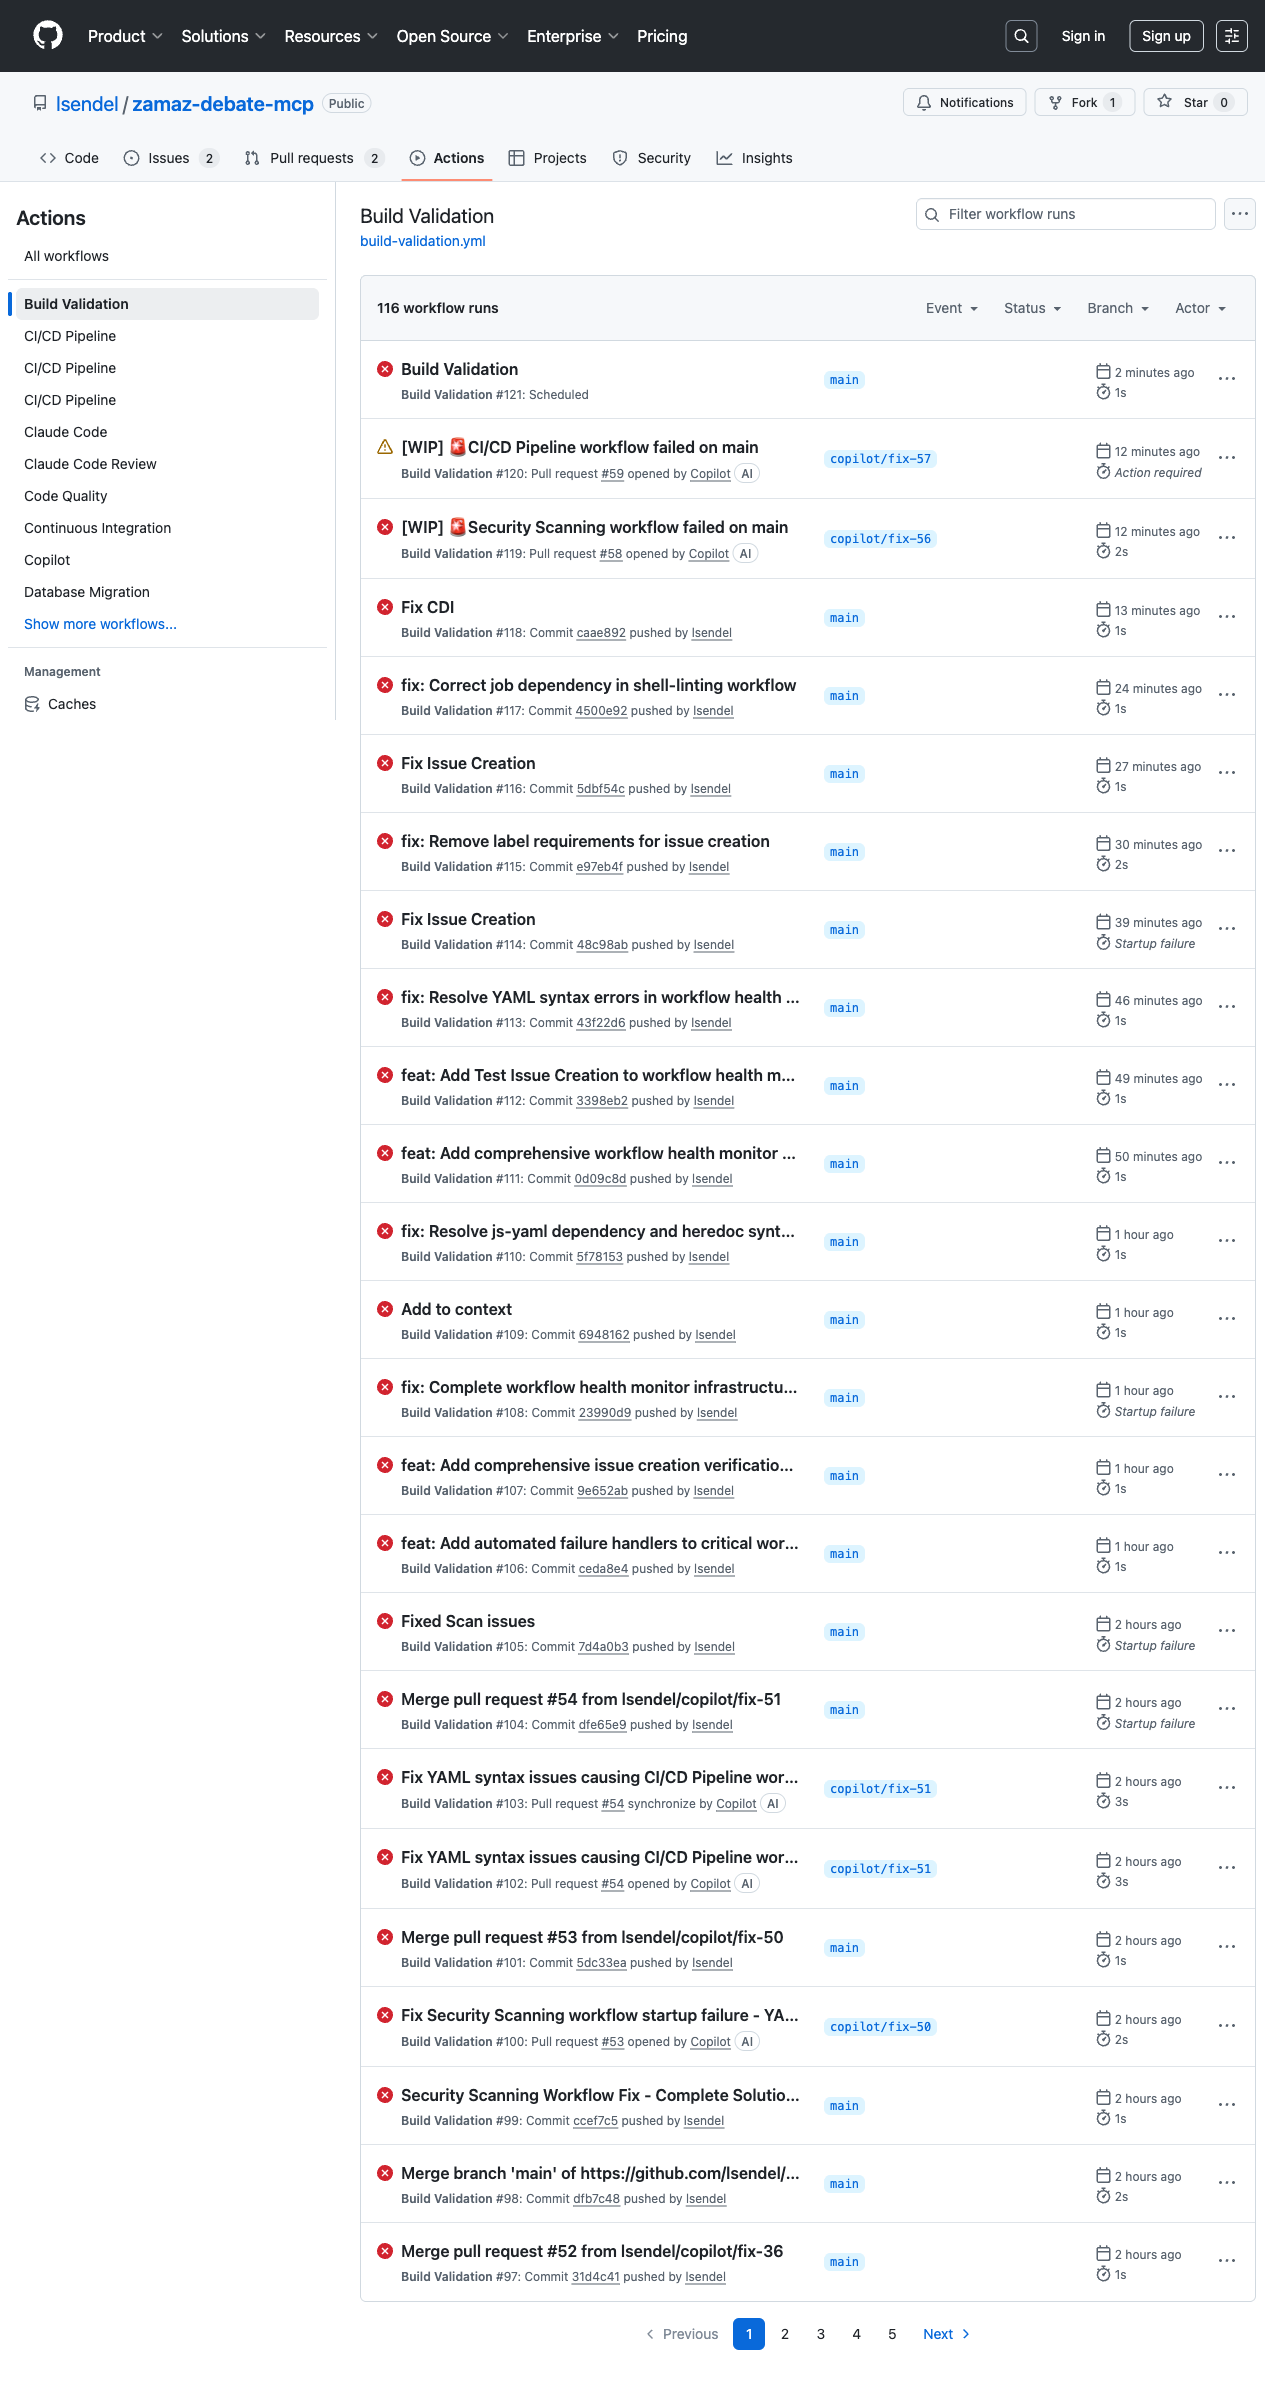 Product
Solutions
Resources
Open Source
Enterprise
Pricing
Sign in
Sign up
lsendel / zamaz-debate-mcp Public
Notifications
Fork 1
Star 0
Code
Issues 2
Pull requests 2
Actions
Projects
Security
Insights
Actions
All workflows
Build Validation
CI/CD Pipeline
CI/CD Pipeline
CI/CD Pipeline
Claude Code
Claude Code Review
Code Quality
Continuous Integration
Copilot
Database Migration
Show more workflows...
Management
Caches
Build Validation
build-validation.yml
Filter workflow runs
116 workflow runs
Event Status Branch Actor
Build Validation
Build Validation #121: Scheduled
main
2 minutes ago
1s
[WIP] 🚨CI/CD Pipeline workflow failed on main
Build Validation #120: Pull request #59 opened by Copilot AI
copilot/fix-57
12 minutes ago
Action required
[WIP] 🚨Security Scanning workflow failed on main
Build Validation #119: Pull request #58 opened by Copilot AI
copilot/fix-56
12 minutes ago
2s
Fix CDI
Build Validation #118: Commit caae892 pushed by lsendel
main
13 minutes ago
1s
fix: Correct job dependency in shell-linting workflow
Build Validation #117: Commit 4500e92 pushed by lsendel
main
24 minutes ago
1s
Fix Issue Creation
Build Validation #116: Commit 5dbf54c pushed by lsendel
main
27 minutes ago
1s
fix: Remove label requirements for issue creation
Build Validation #115: Commit e97eb4f pushed by lsendel
main
30 minutes ago
2s
Fix Issue Creation
Build Validation #114: Commit 48c98ab pushed by lsendel
main
39 minutes ago
Startup failure
fix: Resolve YAML syntax errors in workflow health ...
Build Validation #113: Commit 43f22d6 pushed by lsendel
main
46 minutes ago
1s
feat: Add Test Issue Creation to workflow health m...
Build Validation #112: Commit 3398eb2 pushed by lsendel
main
49 minutes ago
1s
feat: Add comprehensive workflow health monitor ...
Build Validation #111: Commit 0d09c8d pushed by lsendel
main
50 minutes ago
1s
fix: Resolve js-yaml dependency and heredoc synt...
Build Validation #110: Commit 5f78153 pushed by lsendel
main
1 hour ago
1s
Add to context
Build Validation #109: Commit 6948162 pushed by lsendel
main
1 hour ago
1s
fix: Complete workflow health monitor infrastructu...
Build Validation #108: Commit 23990d9 pushed by lsendel
main
1 hour ago
Startup failure
feat: Add comprehensive issue creation verificatio...
Build Validation #107: Commit 9e652ab pushed by lsendel
main
1 hour ago
1s
feat: Add automated failure handlers to critical wor...
Build Validation #106: Commit ceda8e4 pushed by lsendel
main
1 hour ago
1s
Fixed Scan issues
Build Validation #105: Commit 7d4a0b3 pushed by lsendel
main
2 hours ago
Startup failure
Merge pull request #54 from lsendel/copilot/fix-51
Build Validation #104: Commit dfe65e9 pushed by lsendel
main
2 hours ago
Startup failure
Fix YAML syntax issues causing CI/CD Pipeline wor...
Build Validation #103: Pull request #54 synchronize by Copilot AI
copilot/fix-51
2 hours ago
3s
Fix YAML syntax issues causing CI/CD Pipeline wor...
Build Validation #102: Pull request #54 opened by Copilot AI
copilot/fix-51
2 hours ago
3s
Merge pull request #53 from lsendel/copilot/fix-50
Build Validation #101: Commit 5dc33ea pushed by lsendel
main
2 hours ago
1s
Fix Security Scanning workflow startup failure - YA...
Build Validation #100: Pull request #53 opened by Copilot AI
copilot/fix-50
2 hours ago
2s
Security Scanning Workflow Fix - Complete Solutio...
Build Validation #99: Commit ccef7c5 pushed by lsendel
main
2 hours ago
1s
Merge branch 'main' of https://github.com/lsendel/...
Build Validation #98: Commit dfb7c48 pushed by lsendel
main
2 hours ago
2s
Merge pull request #52 from lsendel/copilot/fix-36
Build Validation #97: Commit 31d4c41 pushed by lsendel
main
2 hours ago
1s
Previous 1 2 3 4 5 Next